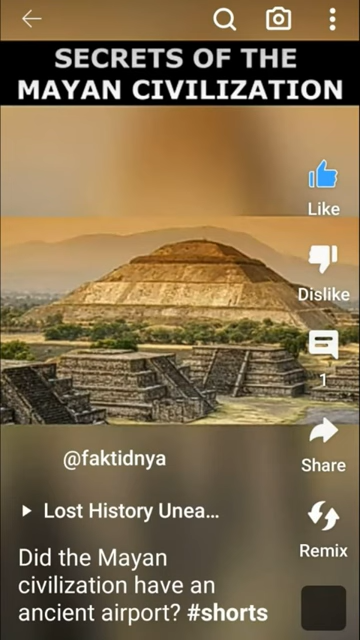 SECRETS OF THE
MAYAN CIVILIZATION
Like
Dislike
1
Share
Remix
@faktidnya
Lost History Unea...
Did the Mayan
civilization have an
ancient airport? #shorts